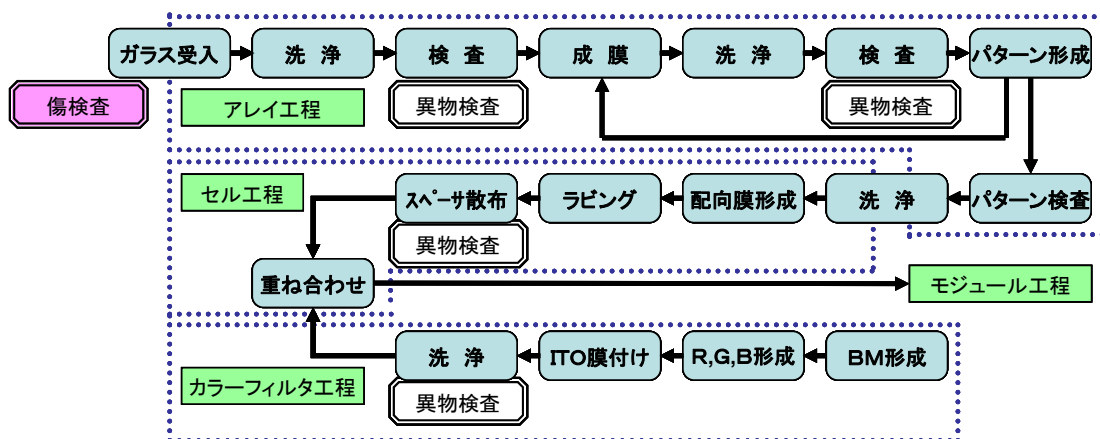 ガラス受入
洗 浄
検 査
成 膜
洗 浄
検 査
パターン形成
傷検査
アレイ工程
異物検査
異物検査
セル工程
スペーサ散布
ラビング
配向膜形成
洗 浄
パターン検査
異物検査
重ね合わせ
モジュール工程
カラーフィルタ工程
洗 浄
ITO膜付け
R,G,B形成
BM形成
異物検査